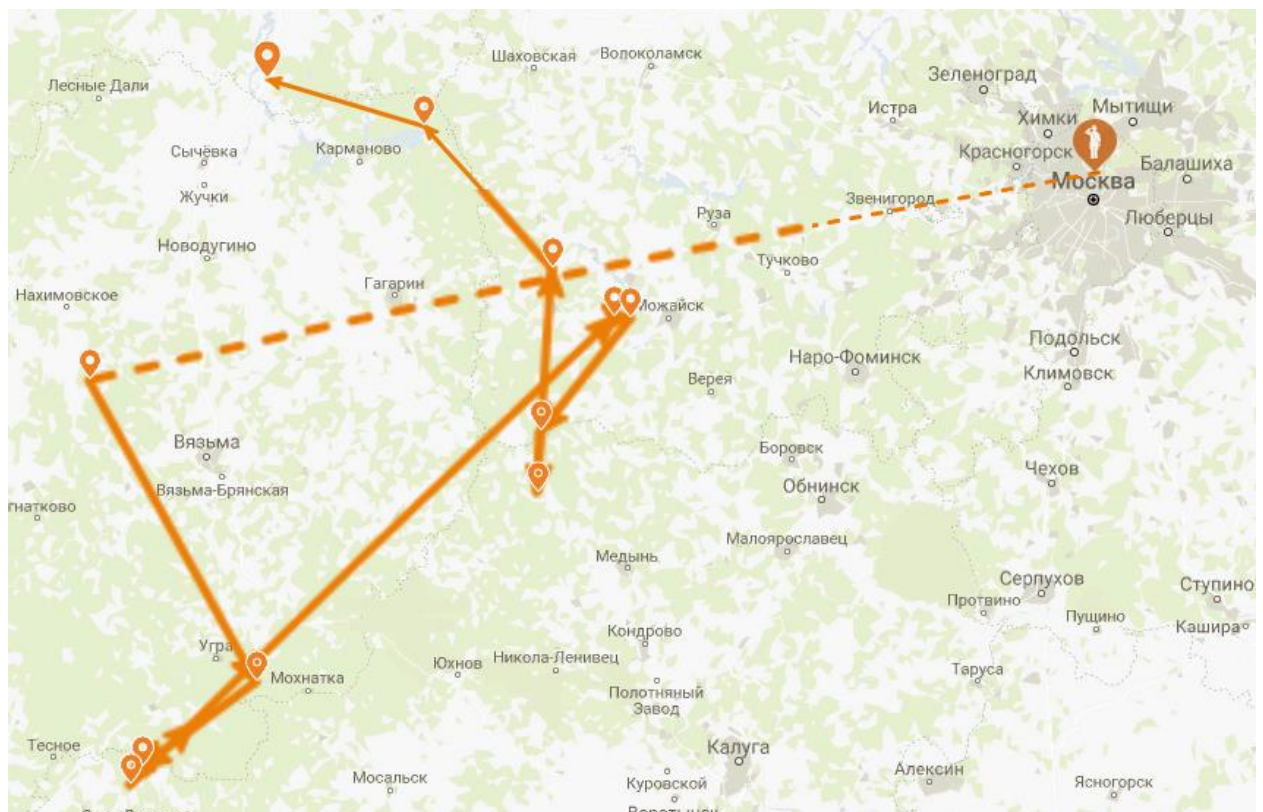 Шаховская
Волоколамск
Лесные Дали
Зеленоград
Истра
Химки
Мытищи
Сычёвка
Карманово
Красногорск
Балашиха
Москва
Жучки
Звенигород
Руза
Люберцы
Новодугино
Тучково
Гагарин
Нахимовское
Можайск
Подольск
Наро-Фоминск
Климовск
Верея
Вязьма
Боровск
Чехов
Вязьма-Брянская
Обнинск
гнатково
Малоярославец
Медынь
Серпухов
Ступино
Протвино
Пущино
Кашира
Кондрово
Угра
Юхнов
Никола-Ленивец
Таруса
Мохнатка
Полотняный
Завод
Тесное
Калуга
Мосальск
Куровской
Алексин
Ясногорск